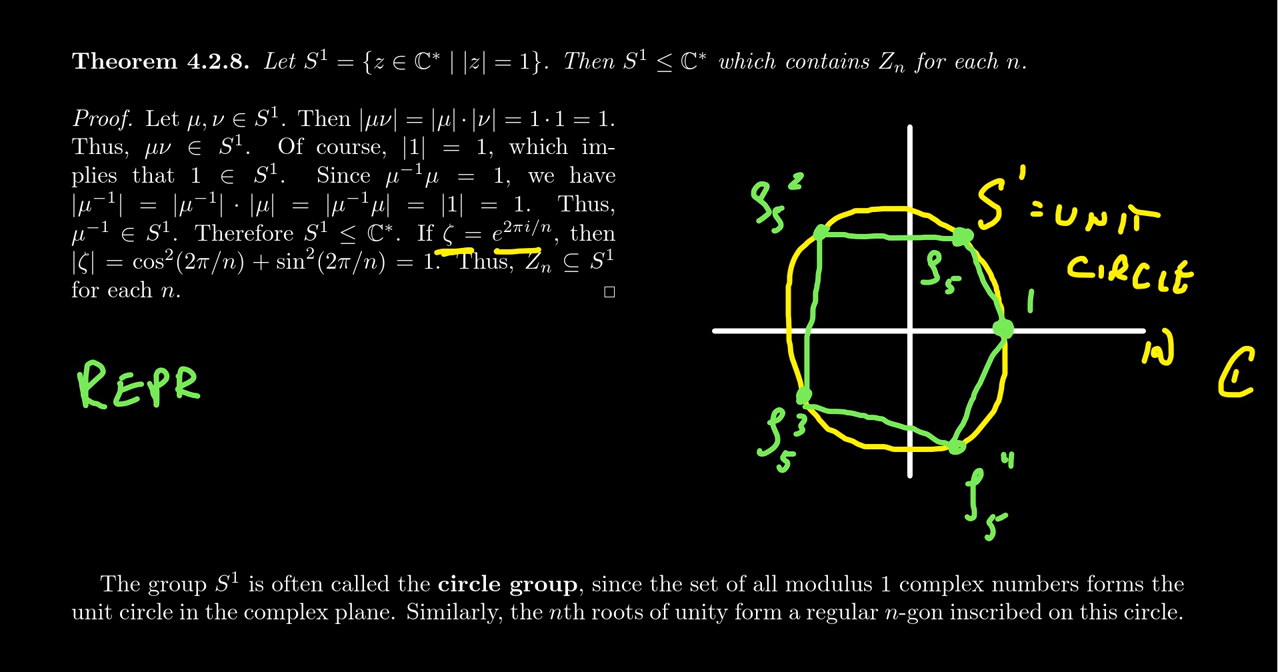 Theorem 4.2.8. Let S¹ = {z ∈ ℂ* | |z| = 1}. Then S¹ ≤ ℂ* which contains Zₙ for each n.
Proof. Let μ, ν ∈ S¹. Then |μν| = |μ|·|ν| = 1·1 = 1.
Thus, μν ∈ S¹. Of course, |1| = 1, which im-
plies that 1 ∈ S¹. Since μ⁻¹μ = 1, we have
|μ⁻¹| = |μ⁻¹| · |μ| = |μ⁻¹μ| = |1| = 1. Thus,
μ⁻¹ ∈ S¹. Therefore S¹ ≤ ℂ*. If ζ = e^{2πi/n}, then
|ζ| = cos²(2π/n) + sin²(2π/n) = 1. Thus, Zₙ ⊆ S¹
for each n. □
REPR
S¹ = UNIT
CIRCLE
ζ₅²
ζ₅
1
ℂ
ζ₅³
ζ₅⁴
The group S¹ is often called the circle group, since the set of all modulus 1 complex numbers forms the
unit circle in the complex plane. Similarly, the nth roots of unity form a regular n-gon inscribed on this circle.